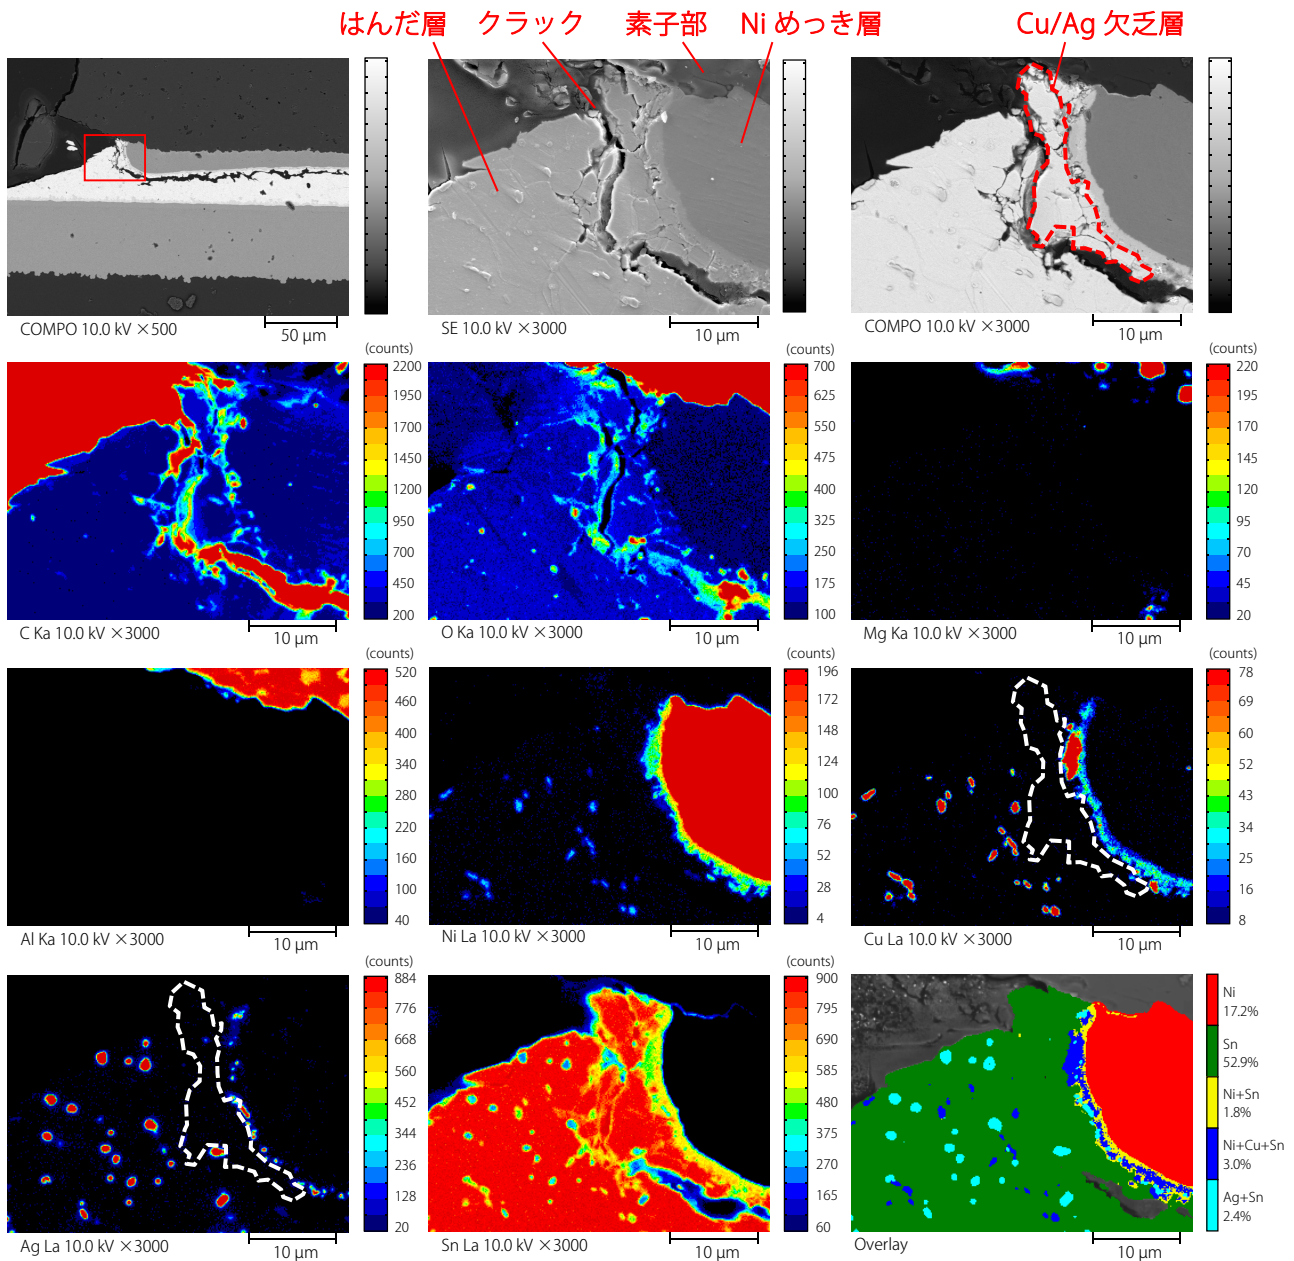 はんだ層 クラック 素子部 Ni めっき層 Cu/Ag 欠乏層
COMPO 10.0 kV ×500
50 μm
SE 10.0 kV ×3000
10 μm
COMPO 10.0 kV ×3000
10 μm
(counts)
2200
1950
1700
1450
1200
950
700
450
200
C Ka 10.0 kV ×3000
10 μm
(counts)
700
625
550
475
400
325
250
175
100
O Ka 10.0 kV ×3000
10 μm
(counts)
220
195
170
145
120
95
70
45
20
Mg Ka 10.0 kV ×3000
10 μm
(counts)
520
460
400
340
280
220
160
100
40
Al Ka 10.0 kV ×3000
10 μm
(counts)
196
172
148
124
100
76
52
28
4
Ni La 10.0 kV ×3000
10 μm
(counts)
78
69
60
52
43
34
25
16
8
Cu La 10.0 kV ×3000
10 μm
(counts)
884
776
668
560
452
344
236
128
20
Ag La 10.0 kV ×3000
10 μm
(counts)
900
795
690
585
480
375
270
165
60
Sn La 10.0 kV ×3000
10 μm
Ni
17.2%
Sn
52.9%
Ni+Sn
1.8%
Ni+Cu+Sn
3.0%
Ag+Sn
2.4%
Overlay
10 μm